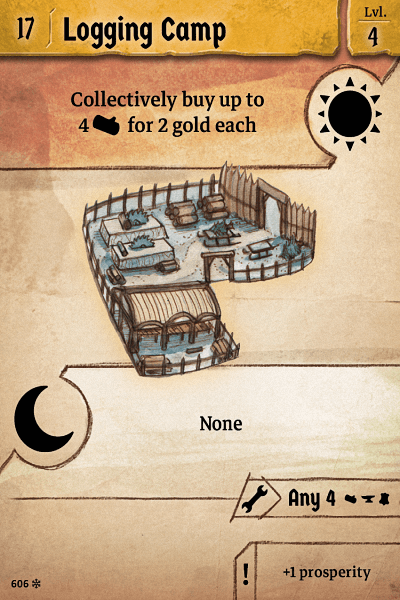 17 Logging Camp
Lvl.
4
Collectively buy up to
4 for 2 gold each
None
Any 4
! +1 prosperity
606